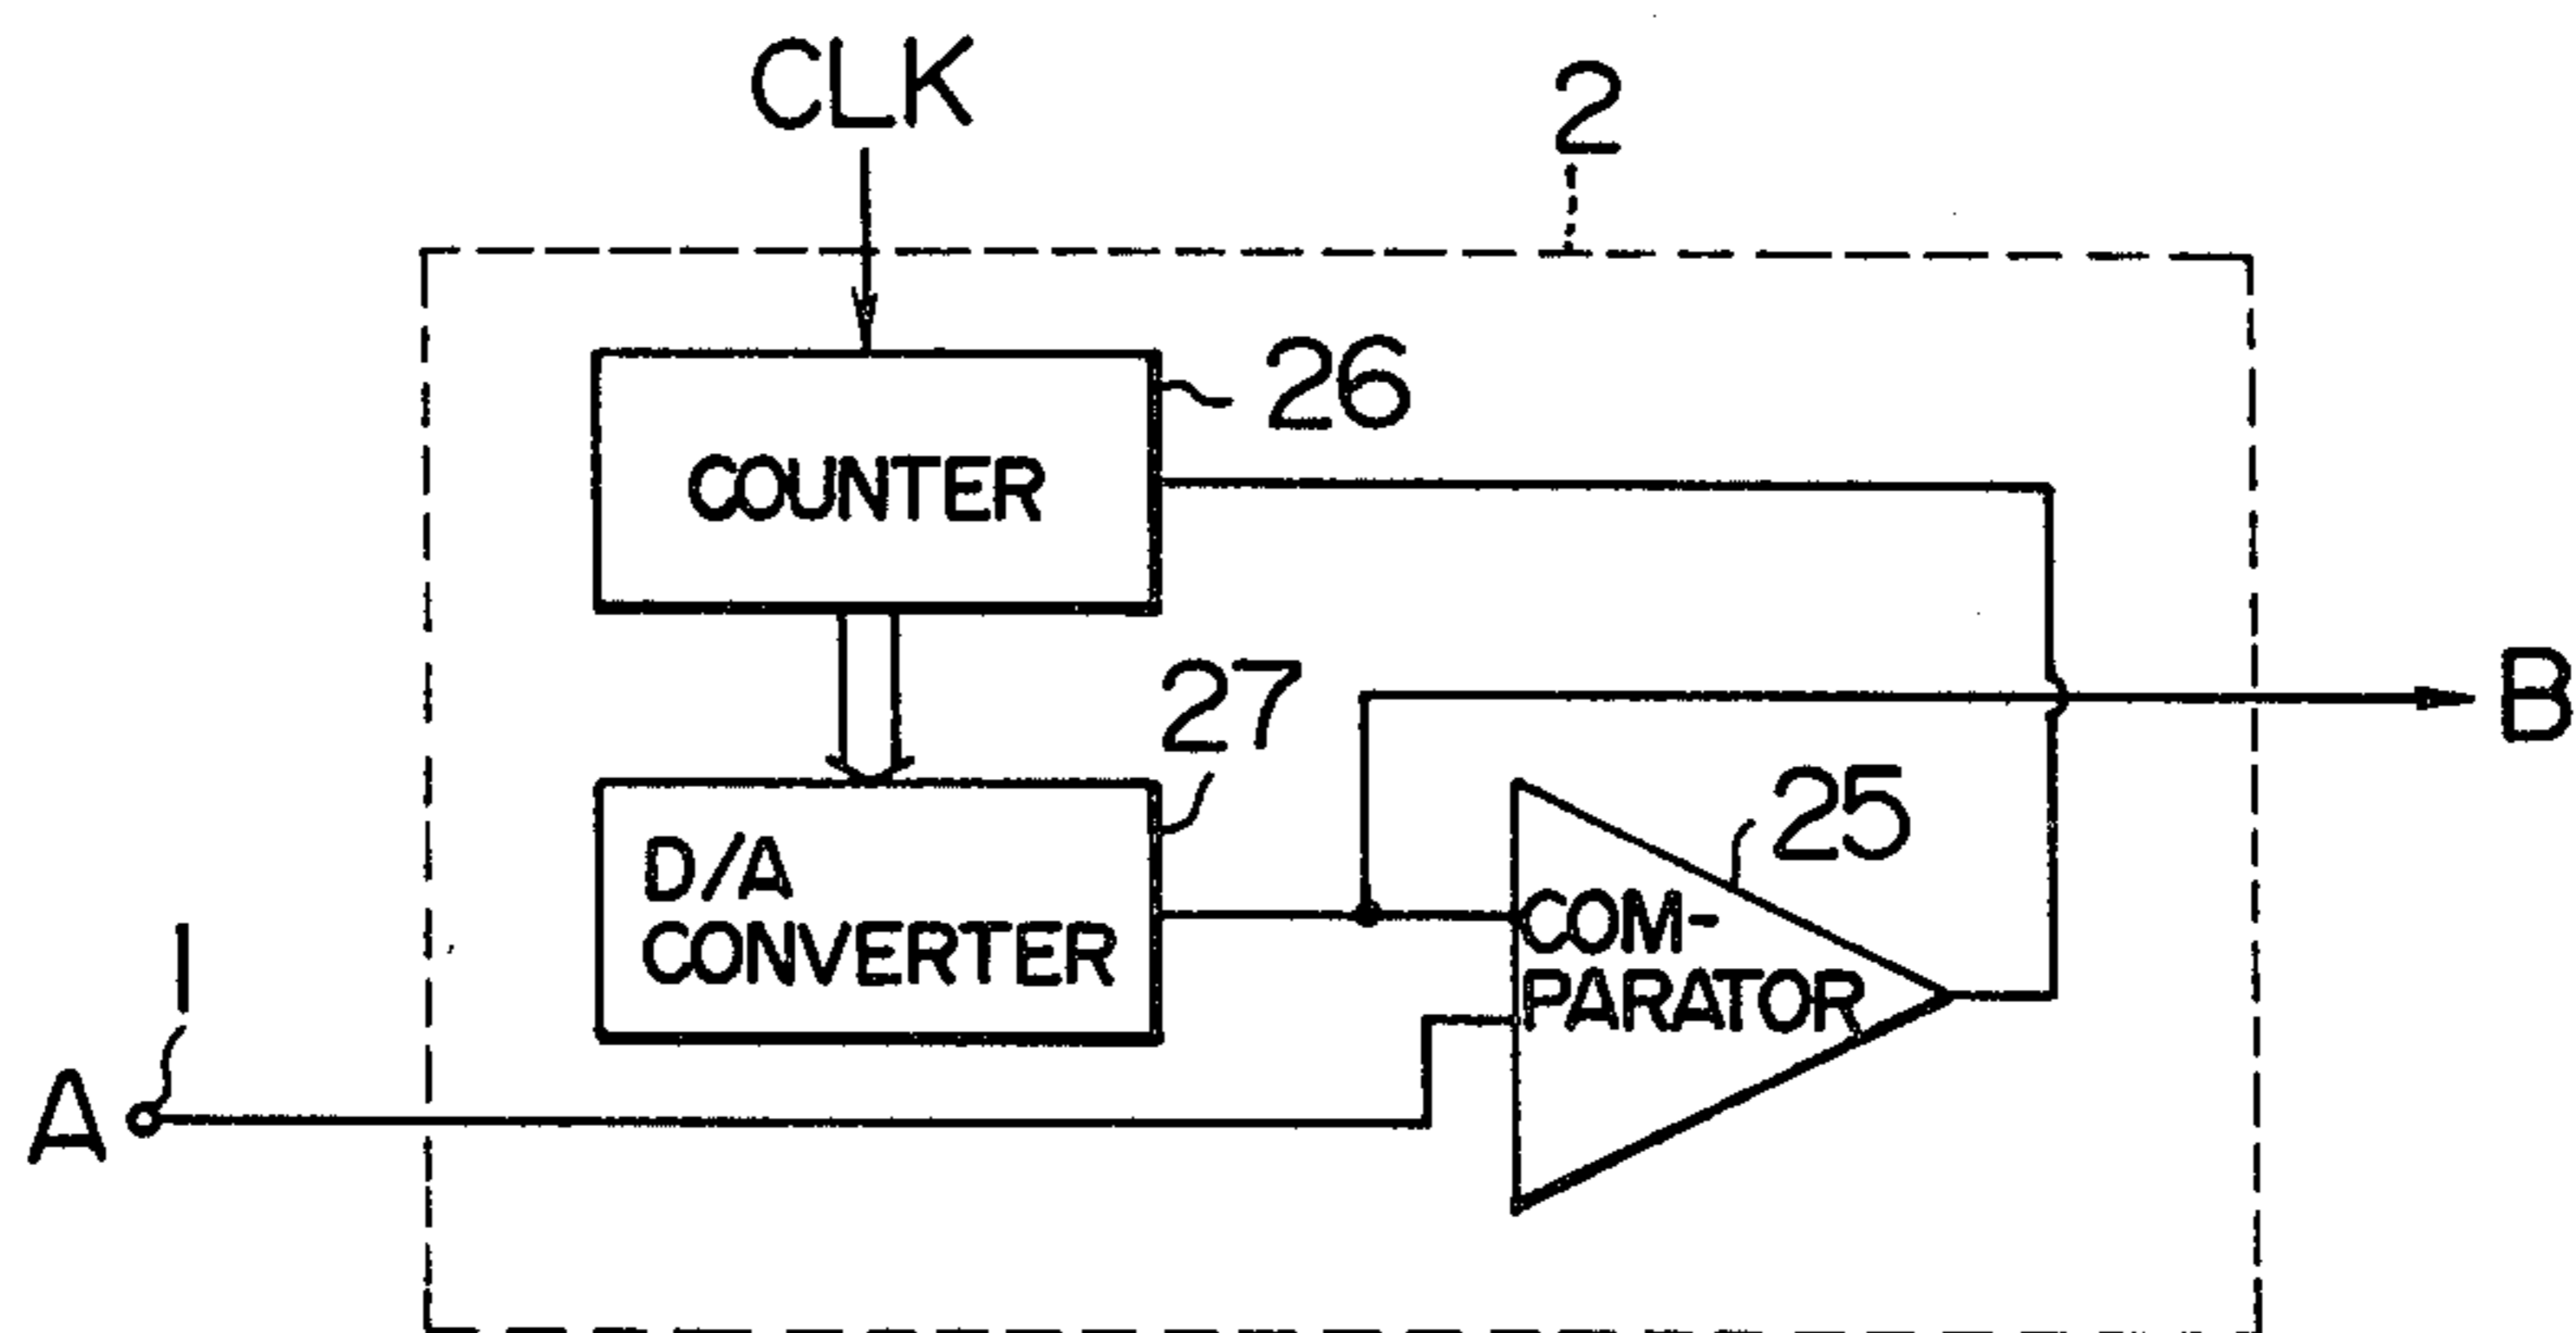 CLK
2
26
COUNTER
27
B
25
D/A
CONVERTER
COM-
PARATOR
1
A